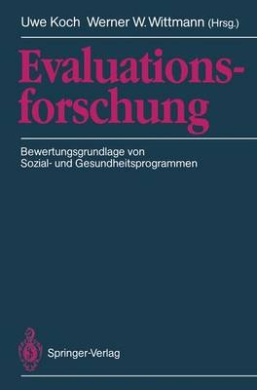 Uwe Koch Werner W. Wittmann (Hrsg.)
Evaluations-
forschung
Bewertungsgrundlage von
Sozial- und Gesundheitsprogrammen
Springer-Verlag